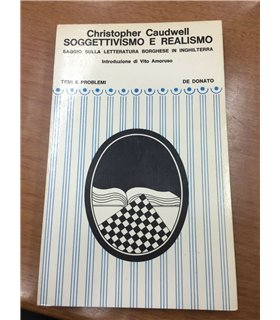 Christopher Caudwell
SOGGETTIVISMO E REALISMO
SAGGIO SULLA LETTERATURA BORGHESE IN INGHILTERRA
Introduzione di Vito Amoruso
TEMI E PROBLEMI DE DONATO